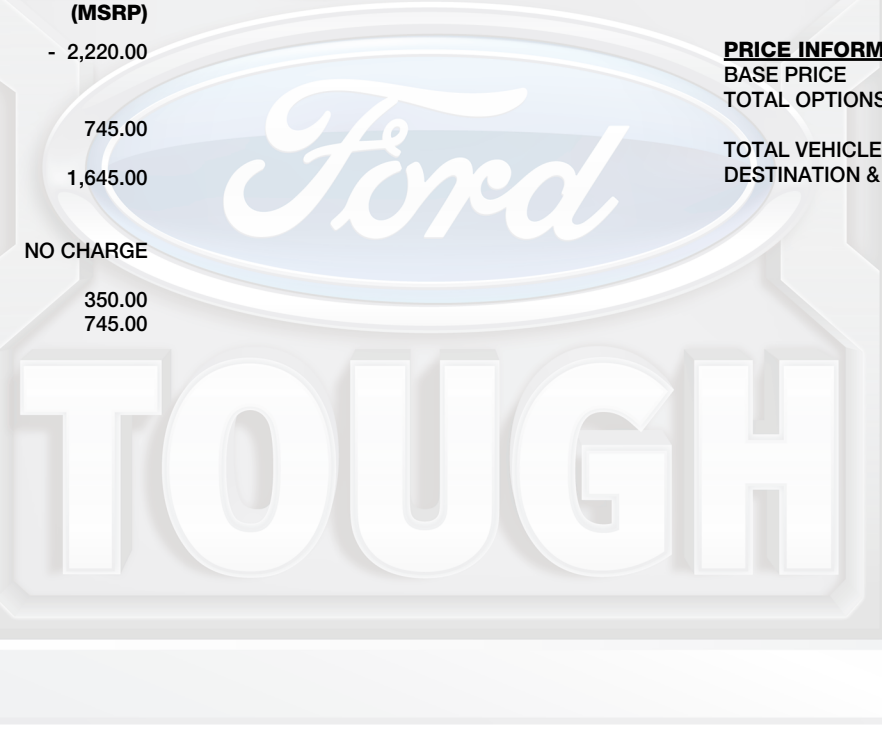 (MSRP)
- 2,220.00
745.00
1,645.00
NO CHARGE
350.00
745.00
PRICE INFORM
BASE PRICE
TOTAL OPTIONS
TOTAL VEHICLE
DESTINATION &
Ford
TOUGH